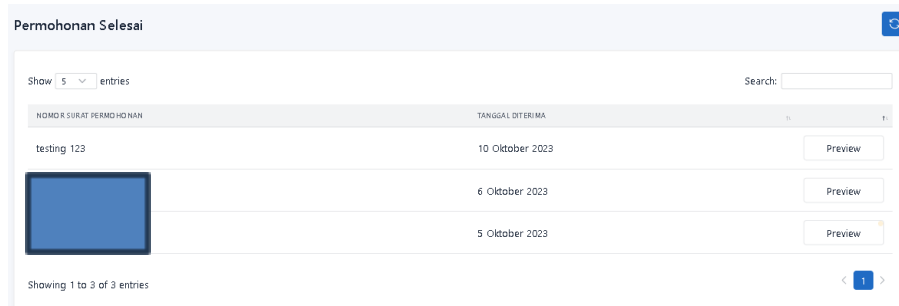 Permohonan Selesai
Show 5 entries
Search:
NOMOR SURAT PERMOHONAN TANGGAL DITERIMA
testing 123 10 Oktober 2023 Preview
6 Oktober 2023 Preview
5 Oktober 2023 Preview
Showing 1 to 3 of 3 entries
1